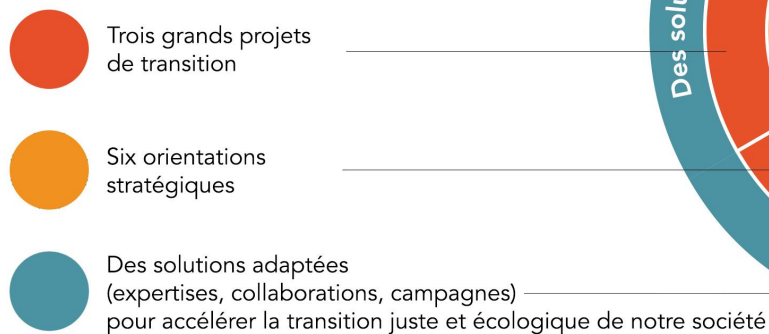 Trois grands projets
de transition
Des solu
Six orientations
stratégiques
Des solutions adaptées
(expertises, collaborations, campagnes)
pour accélérer la transition juste et écologique de notre société